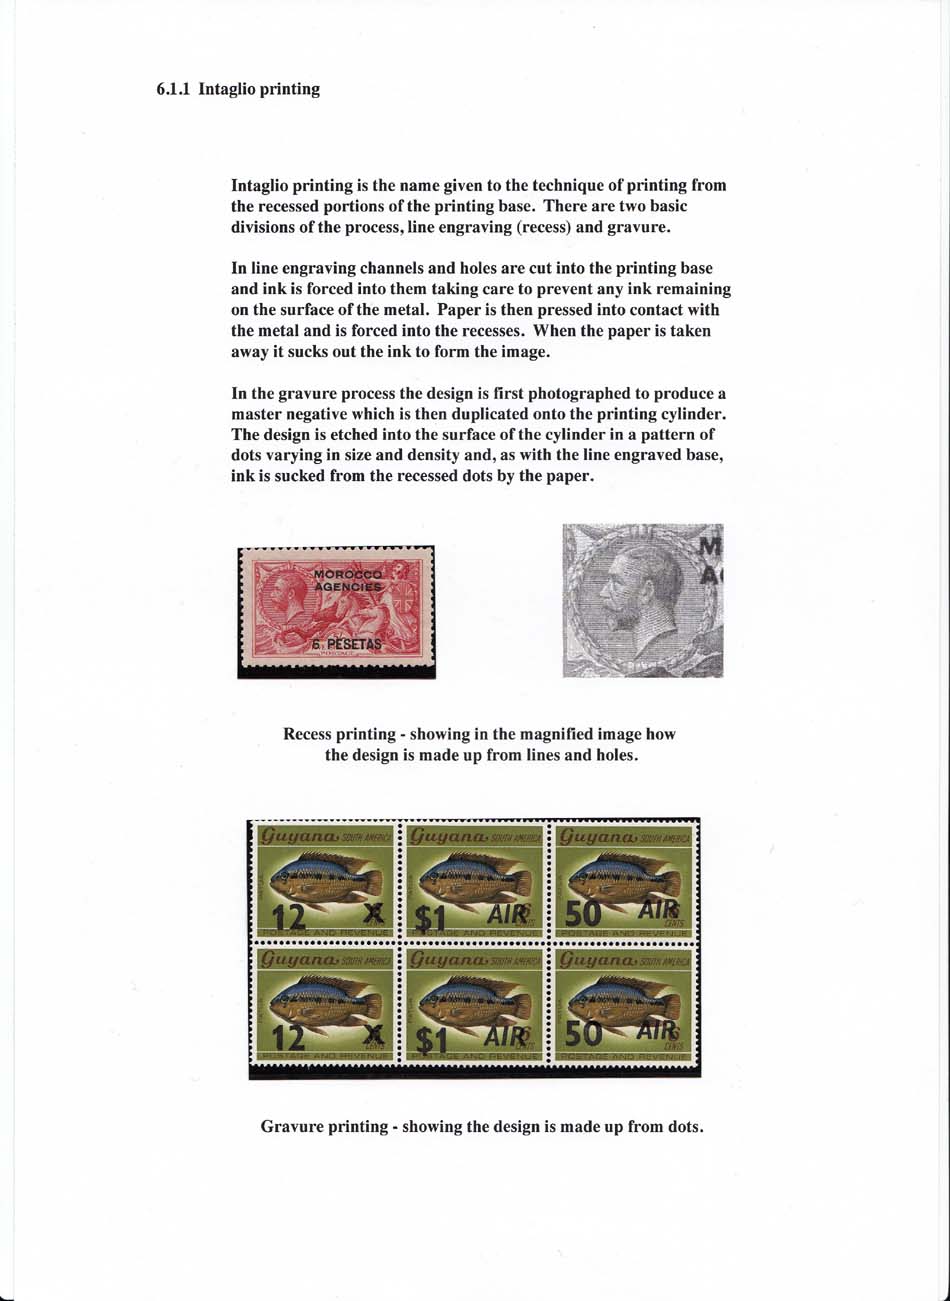 6.1.1 Intaglio printing
Intaglio printing is the name given to the technique of printing from
the recessed portions of the printing base. There are two basic
divisions of the process, line engraving (recess) and gravure.
In line engraving channels and holes are cut into the printing base
and ink is forced into them taking care to prevent any ink remaining
on the surface of the metal. Paper is then pressed into contact with
the metal and is forced into the recesses. When the paper is taken
away it sucks out the ink to form the image.
In the gravure process the design is first photographed to produce a
master negative which is then duplicated onto the printing cylinder.
The design is etched into the surface of the cylinder in a pattern of
dots varying in size and density and, as with the line engraved base,
ink is sucked from the recessed dots by the paper.
MOROCCO
AGENCIES
6 PESETAS
POSTAGE
M
A
Recess printing - showing in the magnified image how
the design is made up from lines and holes.
Guyana SOUTH AMERICA Guyana SOUTH AMERICA Guyana SOUTH AMERICA
12 X $1 AIR 50 AIR
CENTS CENTS CENTS
POSTAGE AND REVENUE POSTAGE AND REVENUE POSTAGE AND REVENUE
Guyana SOUTH AMERICA Guyana SOUTH AMERICA Guyana SOUTH AMERICA
12 X $1 AIR 50 AIR
CENTS CENTS CENTS
POSTAGE AND REVENUE POSTAGE AND REVENUE POSTAGE AND REVENUE
Gravure printing - showing the design is made up from dots.